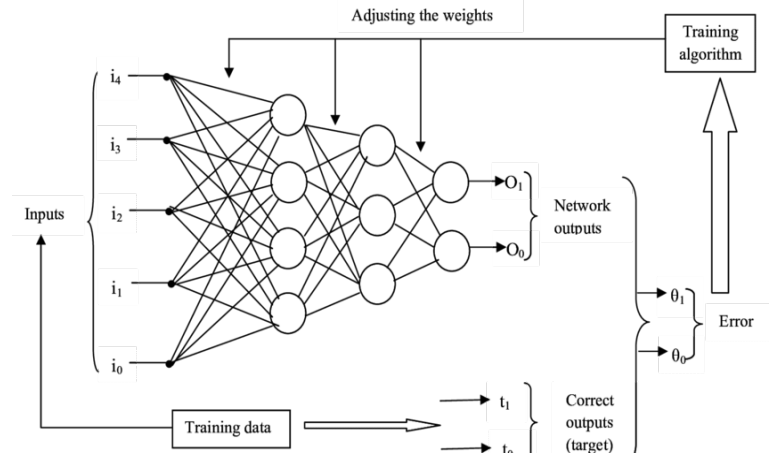 Adjusting the weights
Training
algorithm
i₄
i₃
i₂
i₁
i₀
Inputs
O₁
O₀
Network
outputs
θ₁
θ₀
Error
Training data
t₁
t₀
Correct
outputs
(target)